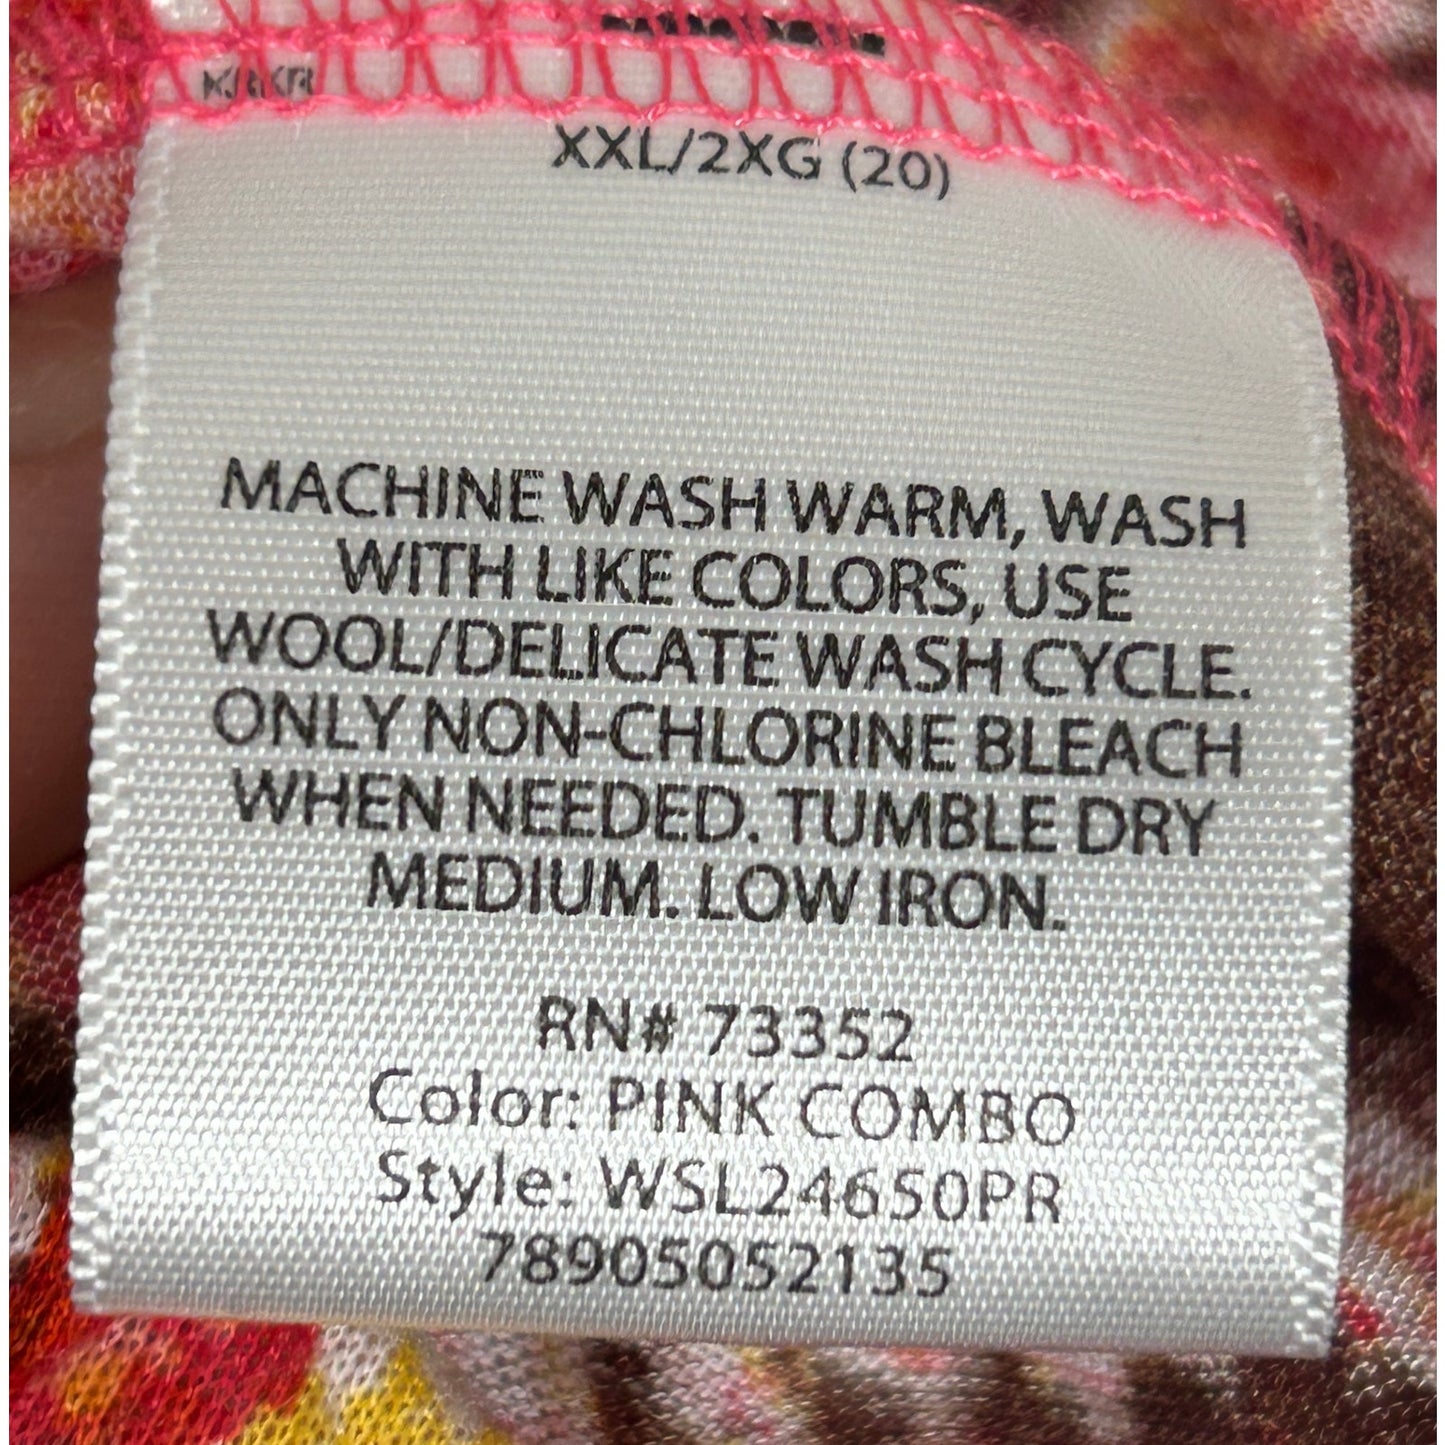 XXL/2XG (20)
MACHINE WASH WARM, WASH
WITH LIKE COLORS, USE
WOOL/DELICATE WASH CYCLE.
ONLY NON-CHLORINE BLEACH
WHEN NEEDED. TUMBLE DRY
MEDIUM. LOW IRON.
RN# 73352
Color: PINK COMBO
Style: WSL24650PR
78905052135